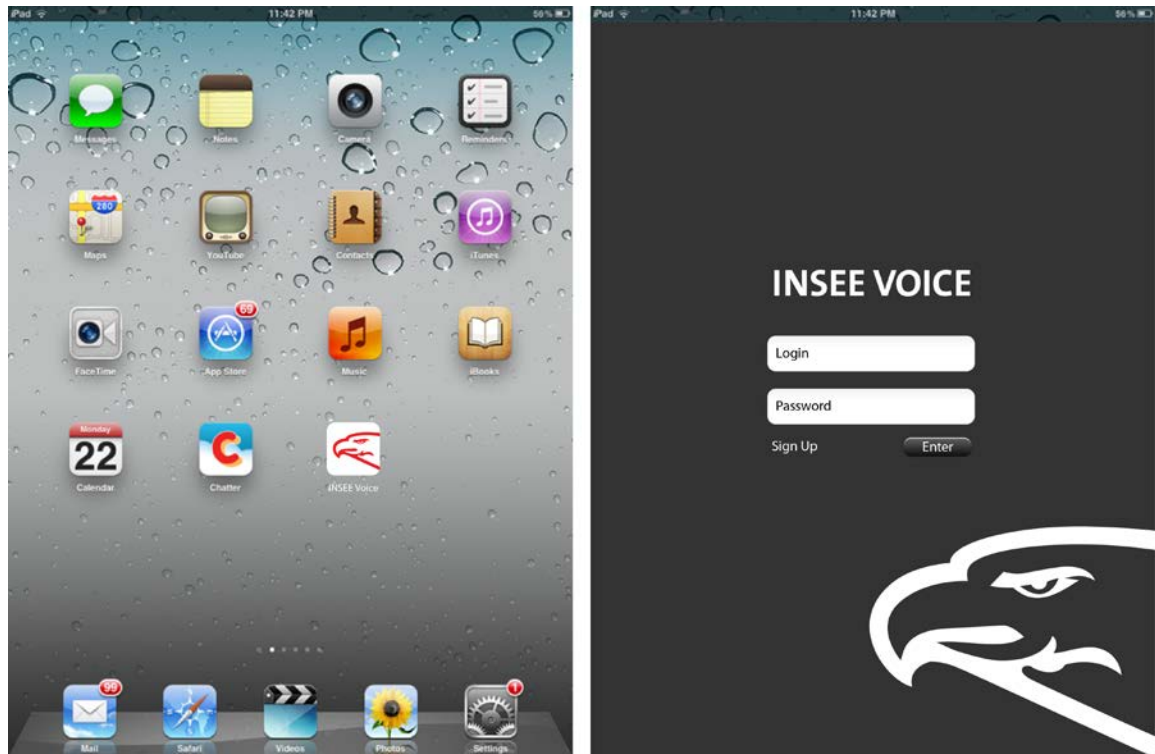 iPad 11:42 PM 56%
Messages Notes Camera Reminders
280
Maps YouTube Contacts iTunes
69
FaceTime App Store Music iBooks
Monday
22
Calendar Chatter INSEE Voice
99 1
Mail Safari Videos Photos Settings
iPad 11:42 PM 56%
INSEE VOICE
Login
Password
Sign Up Enter